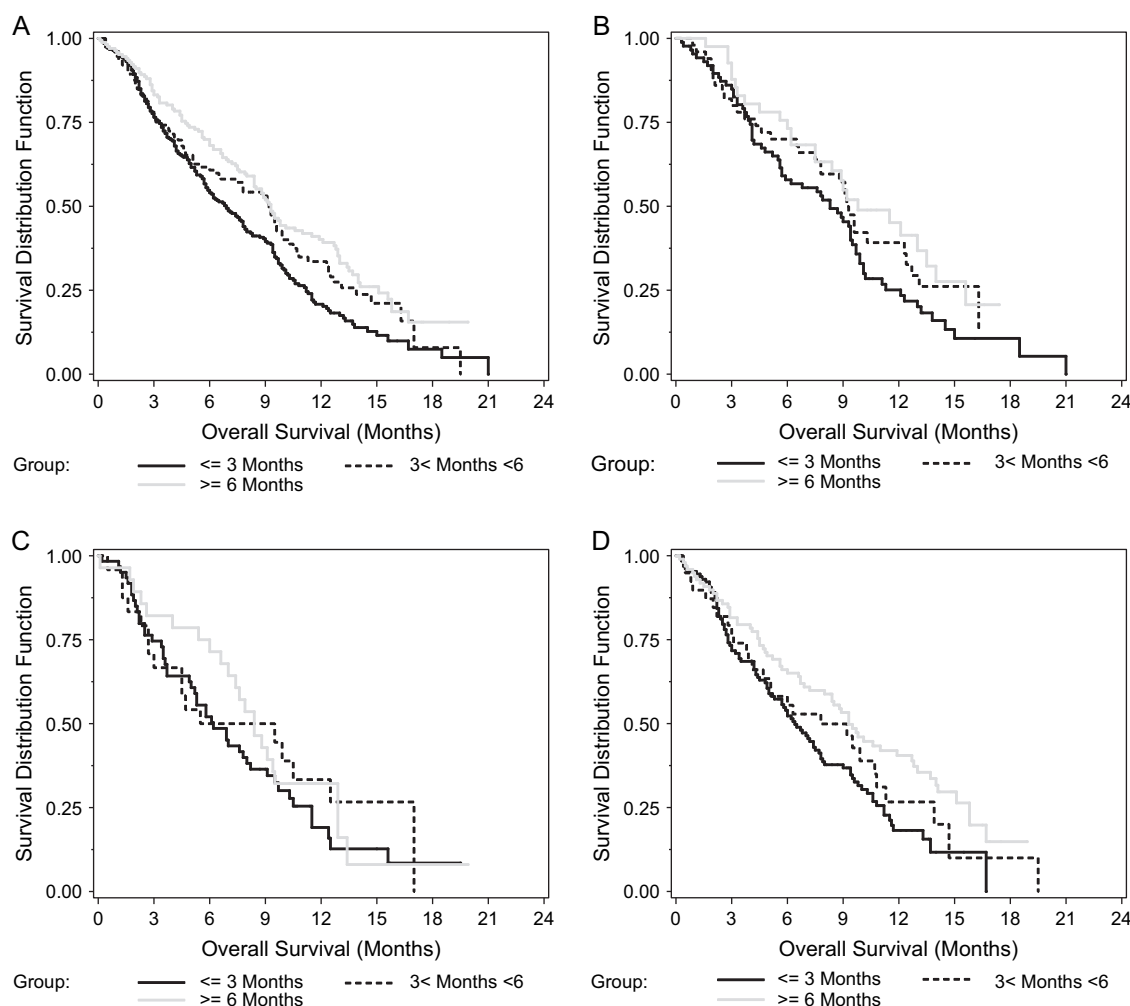 A
1.00
0.75
0.50
0.25
0.00
Survival Distribution Function
0 3 6 9 12 15 18 21 24
Overall Survival (Months)
Group: <= 3 Months 3< Months <6
>= 6 Months
B
1.00
0.75
0.50
0.25
0.00
Survival Distribution Function
0 3 6 9 12 15 18 21 24
Overall Survival (Months)
Group: <= 3 Months 3< Months <6
>= 6 Months
C
1.00
0.75
0.50
0.25
0.00
Survival Distribution Function
0 3 6 9 12 15 18 21 24
Overall Survival (Months)
Group: <= 3 Months 3< Months <6
>= 6 Months
D
1.00
0.75
0.50
0.25
0.00
Survival Distribution Function
0 3 6 9 12 15 18 21 24
Overall Survival (Months)
Group: <= 3 Months 3< Months <6
>= 6 Months